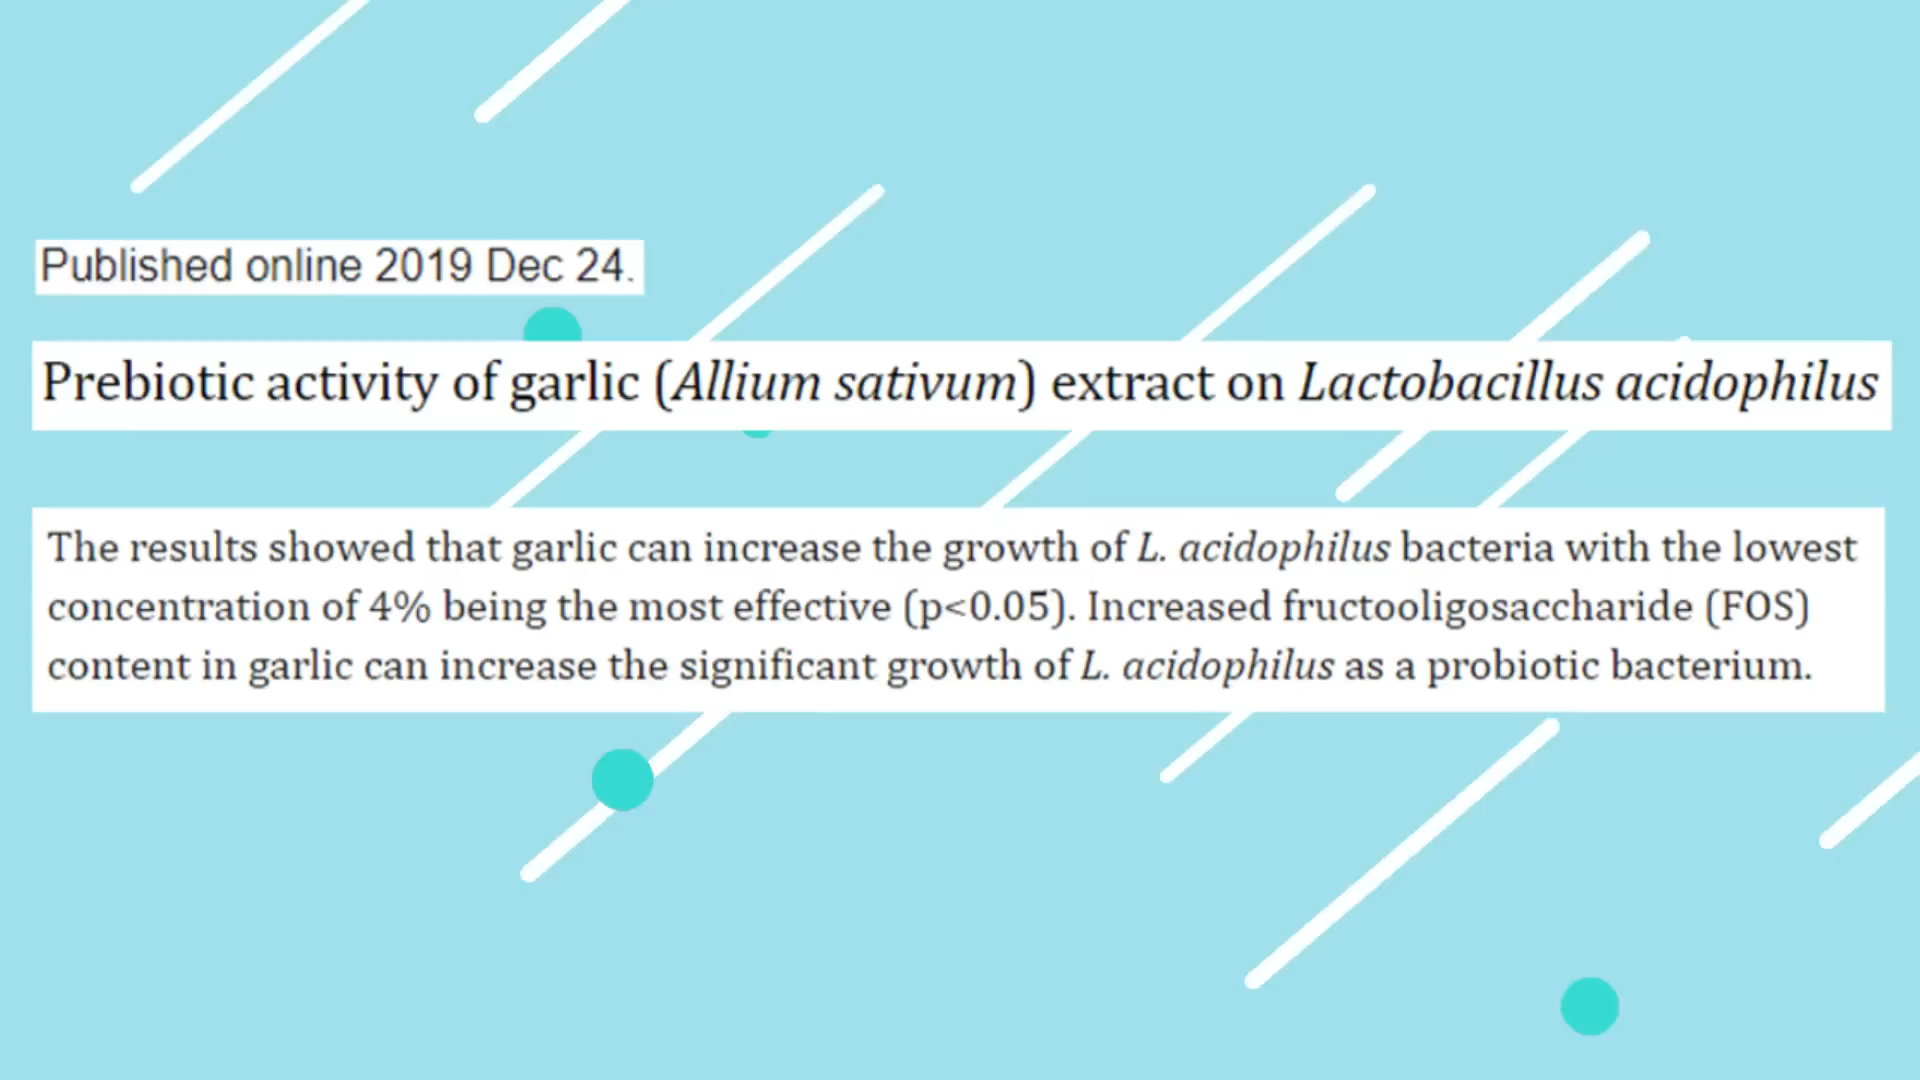 Published online 2019 Dec 24.
Prebiotic activity of garlic (Allium sativum) extract on Lactobacillus acidophilus
The results showed that garlic can increase the growth of L. acidophilus bacteria with the lowest
concentration of 4% being the most effective (p<0.05). Increased fructooligosaccharide (FOS)
content in garlic can increase the significant growth of L. acidophilus as a probiotic bacterium.